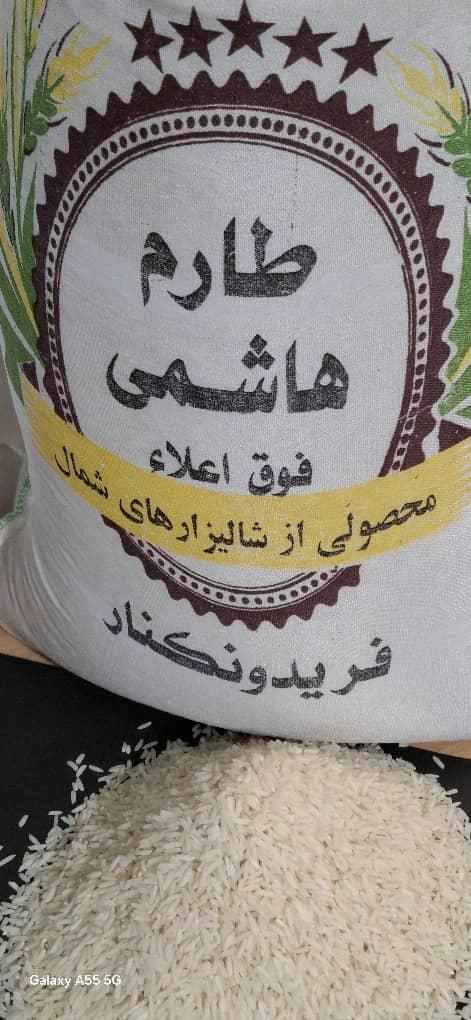 طارم
هاشمی
فوق اعلاء
محصولی از شالیزارهای شمال
فریدونکنار
Galaxy A55 5G